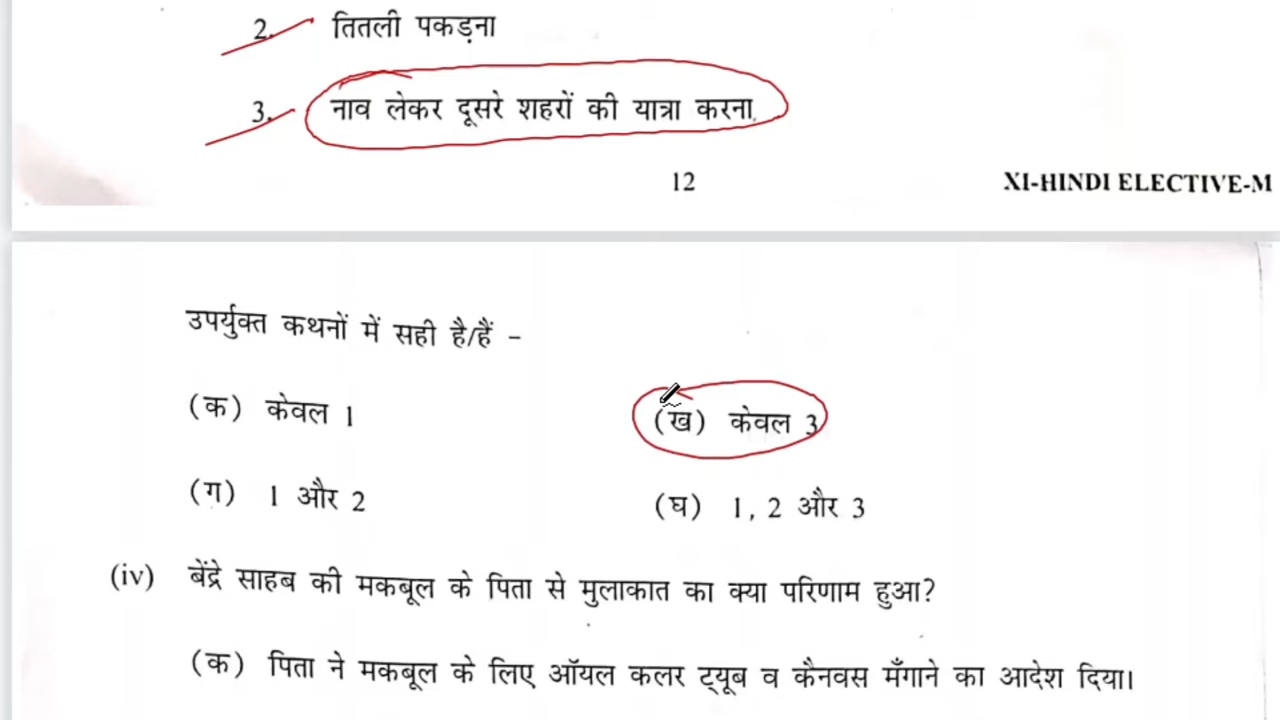 2. तितली पकड़ना
3. नाव लेकर दूसरे शहरों की यात्रा करना
12 XI-HINDI ELECTIVE-M
उपर्युक्त कथनों में सही है/हैं -
(क) केवल 1 (ख) केवल 3
(ग) 1 और 2 (घ) 1, 2 और 3
(iv) बेंद्रे साहब की मकबूल के पिता से मुलाकात का क्या परिणाम हुआ?
(क) पिता ने मकबूल के लिए ऑयल कलर ट्यूब व कैनवस मँगाने का आदेश दिया।